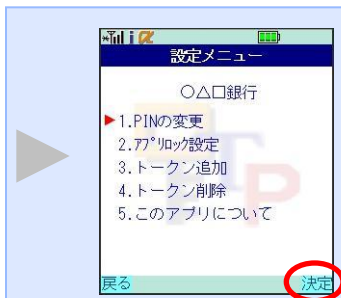 設定メニュー
○△□銀行
1.PINの変更
2.ｱﾌﾟﾘﾛｯｸ設定
3.トークン追加
4.トークン削除
5.このアプリについて
戻る 決定